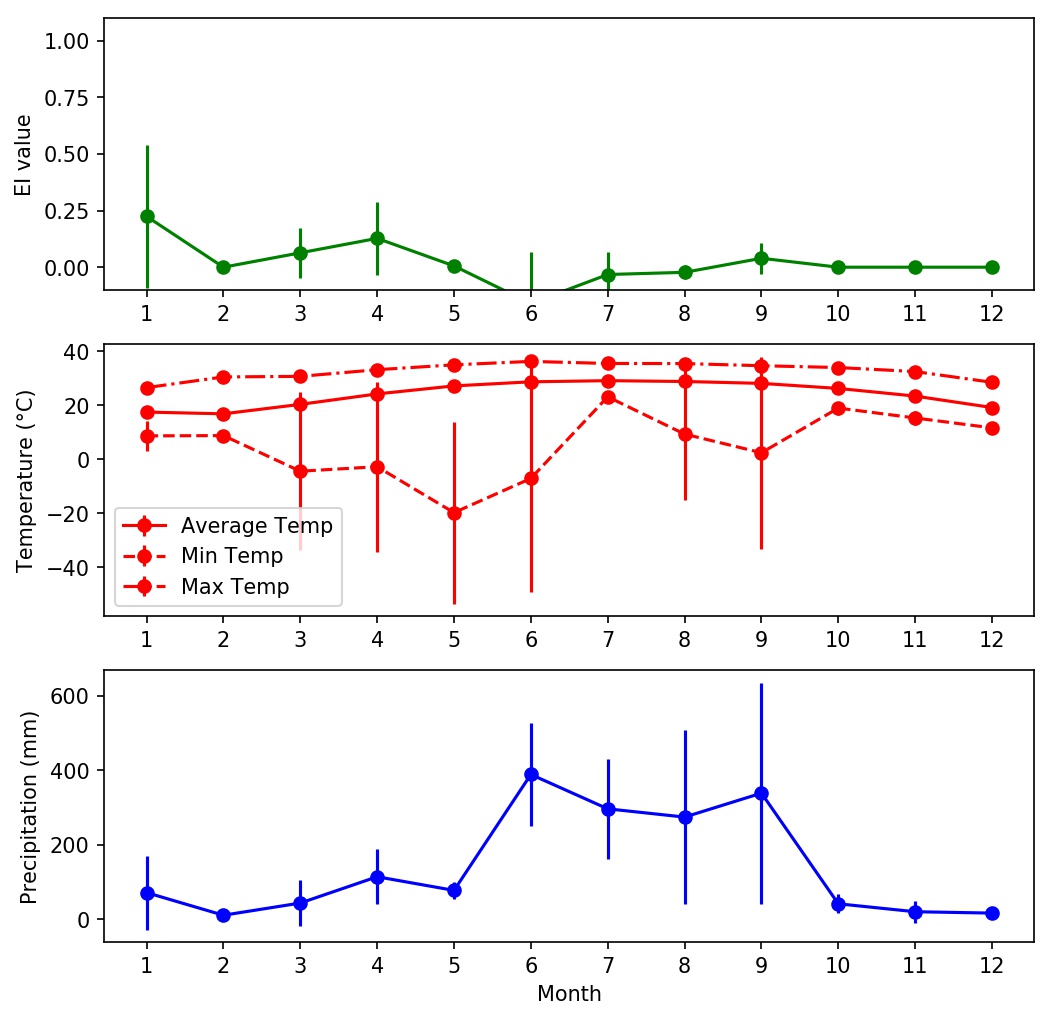 EI value
1.00
0.75
0.50
0.25
0.00
1 2 3 4 5 6 7 8 9 10 11 12
Temperature (°C)
40
20
0
−20
−40
Average Temp
Min Temp
Max Temp
1 2 3 4 5 6 7 8 9 10 11 12
Precipitation (mm)
600
400
200
0
1 2 3 4 5 6 7 8 9 10 11 12
Month